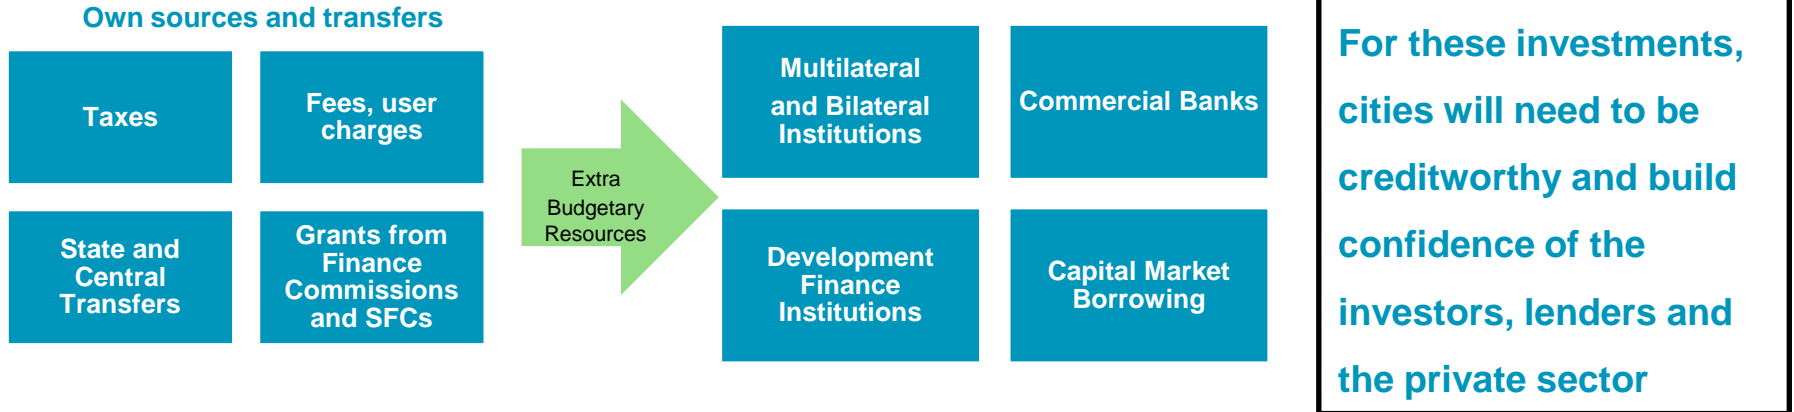 Own sources and transfers
Taxes
Fees, user
charges
State and
Central
Transfers
Grants from
Finance
Commissions
and SFCs
Extra
Budgetary
Resources
Multilateral
and Bilateral
Institutions
Commercial Banks
Development
Finance
Institutions
Capital Market
Borrowing
For these investments,
cities will need to be
creditworthy and build
confidence of the
investors, lenders and
the private sector